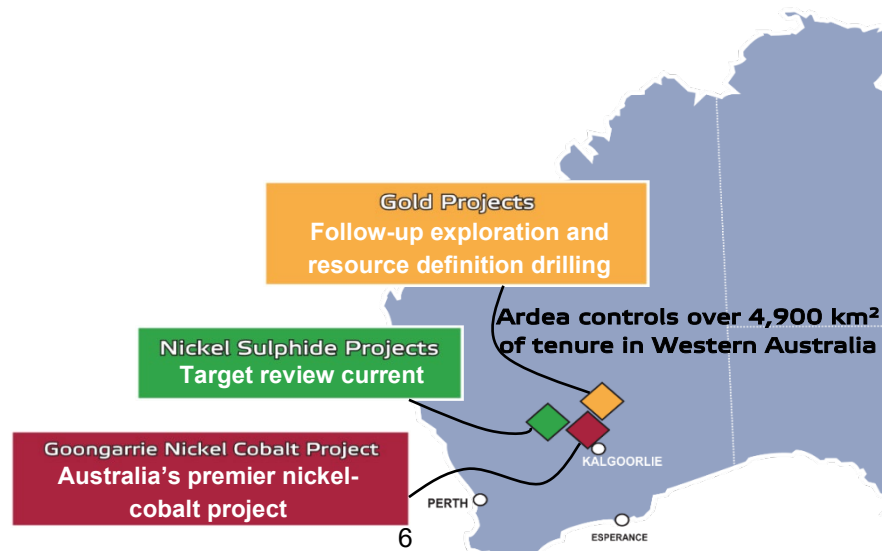 Gold Projects
Follow-up exploration and
resource definition drilling
Ardea controls over 4,900 km²
of tenure in Western Australia
Nickel Sulphide Projects
Target review current
Goongarrie Nickel Cobalt Project
Australia's premier nickel-
cobalt project
KALGOORLIE
PERTH
ESPERANCE
6